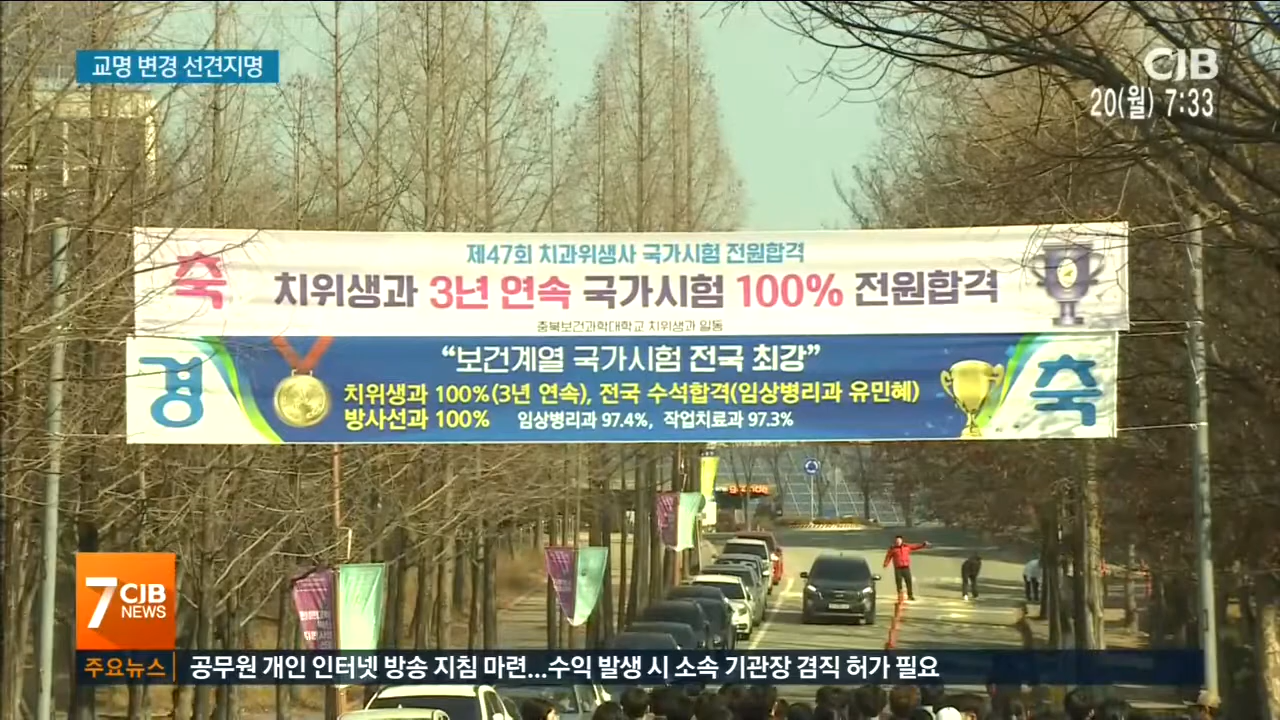 교명 변경 선견지명
CJB
20(월) 7:33
제47회 치과위생사 국가시험 전원합격
축
치위생과 3년 연속 국가시험 100% 전원합격
충북보건과학대학교 치위생과 일동
"보건계열 국가시험 전국 최강"
경
축
치위생과 100%(3년 연속), 전국 수석합격(임상병리과 유민혜)
방사선과 100% 임상병리과 97.4%, 작업치료과 97.3%
7 CJB
NEWS
주요뉴스 공무원 개인 인터넷 방송 지침 마련...수익 발생 시 소속 기관장 겸직 허가 필요